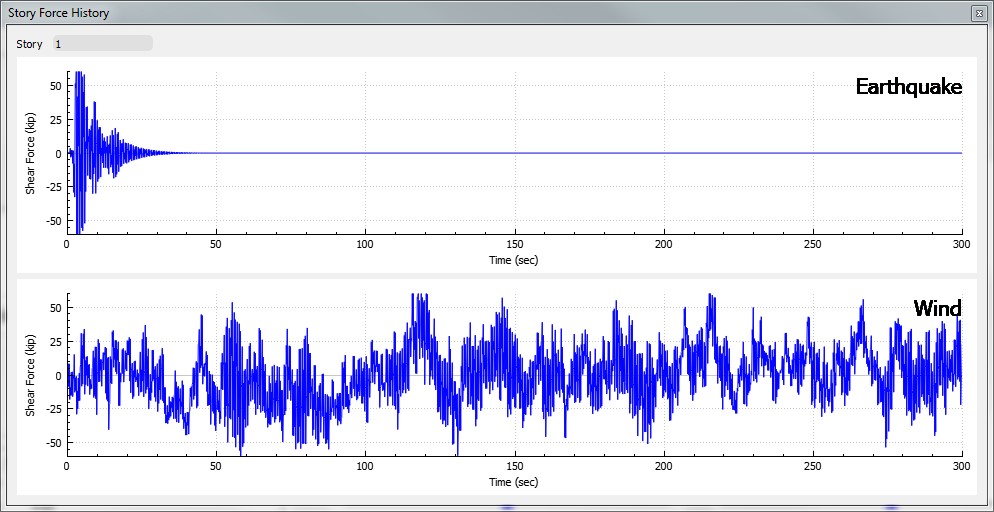 Story Force History
Story 1
Earthquake
50
25
0
-25
-50
Shear Force (kip)
0 50 100 150 200 250 300
Time (sec)
Wind
50
25
0
-25
-50
Shear Force (kip)
0 50 100 150 200 250 300
Time (sec)